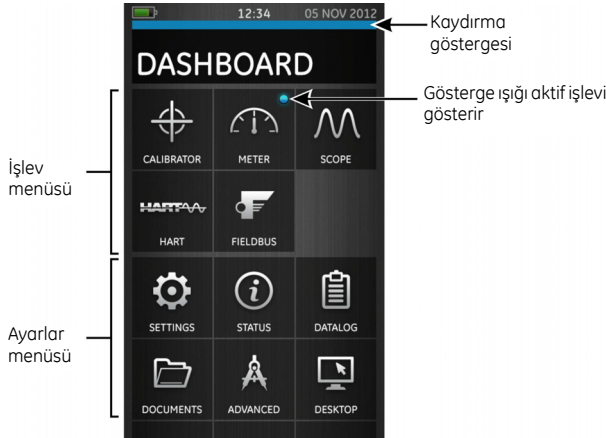 12:34 05 NOV 2012
Kaydırma
göstergesi
DASHBOARD
Gösterge ışığı aktif işlevi
gösterir
CALIBRATOR METER SCOPE
İşlev
menüsü
HART
HART FIELDBUS
SETTINGS STATUS DATALOG
Ayarlar
menüsü
DOCUMENTS ADVANCED DESKTOP